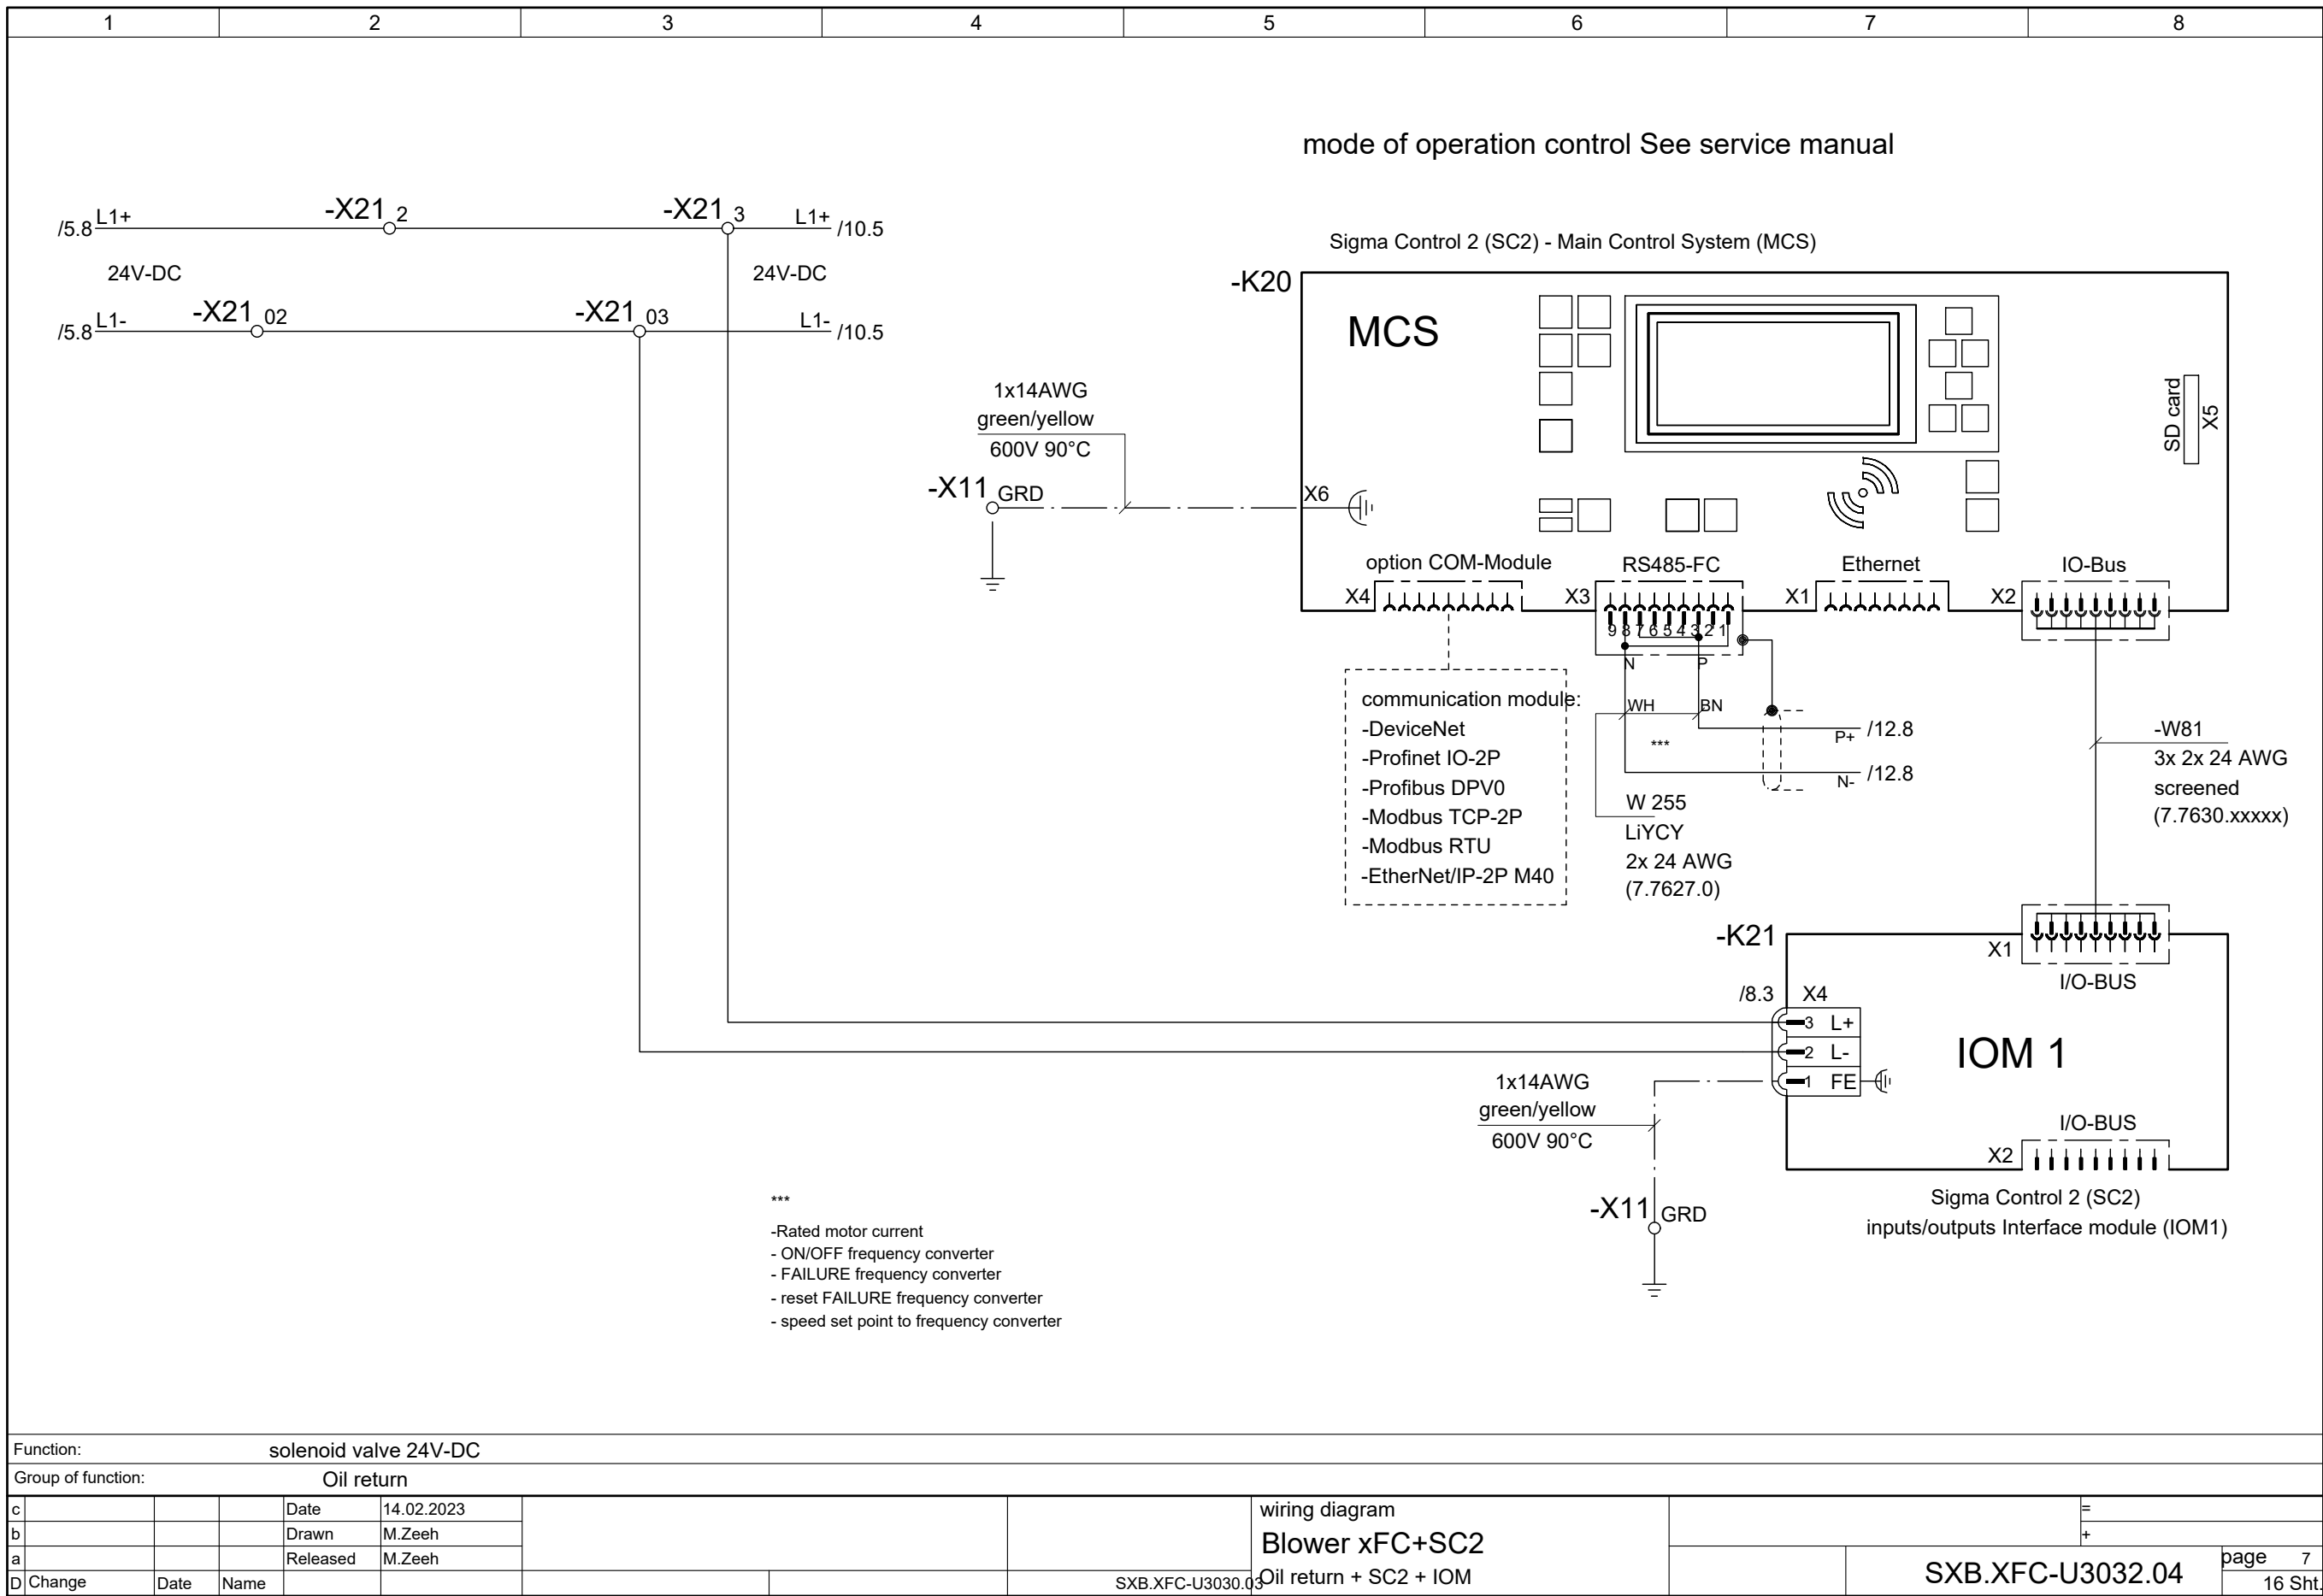 1 2 3 4 5 6 7 8
mode of operation control See service manual
/5.8 L1+ -X21 2 -X21 3 L1+ /10.5
24V-DC 24V-DC
/5.8 L1- -X21 02 -X21 03 L1- /10.5
Sigma Control 2 (SC2) - Main Control System (MCS)
-K20
MCS
SD card
X5
1x14AWG
green/yellow
600V 90°C
-X11 GRD
X6
option COM-Module RS485-FC Ethernet IO-Bus
X4 X3 X1 X2
9 8 7 6 5 4 3 2 1
N P
WH BN
communication module:
-DeviceNet
-Profinet IO-2P
-Profibus DPV0
-Modbus TCP-2P
-Modbus RTU
-EtherNet/IP-2P M40
***
P+ /12.8
N- /12.8
W 255
LiYCY
2x 24 AWG
(7.7627.0)
-W81
3x 2x 24 AWG
screened
(7.7630.xxxxx)
-K21
X1
I/O-BUS
/8.3 X4
3 L+
2 L-
1 FE
IOM 1
1x14AWG
green/yellow
600V 90°C
I/O-BUS
X2
-X11 GRD
Sigma Control 2 (SC2)
inputs/outputs Interface module (IOM1)
***
-Rated motor current
- ON/OFF frequency converter
- FAILURE frequency converter
- reset FAILURE frequency converter
- speed set point to frequency converter
Function: solenoid valve 24V-DC
Group of function: Oil return
c Date 14.02.2023
b Drawn M.Zeeh
a Released M.Zeeh
D Change Date Name
SXB.XFC-U3030.03
wiring diagram
Blower xFC+SC2
Oil return + SC2 + IOM
=
+
SXB.XFC-U3032.04
page 7
16 Sht